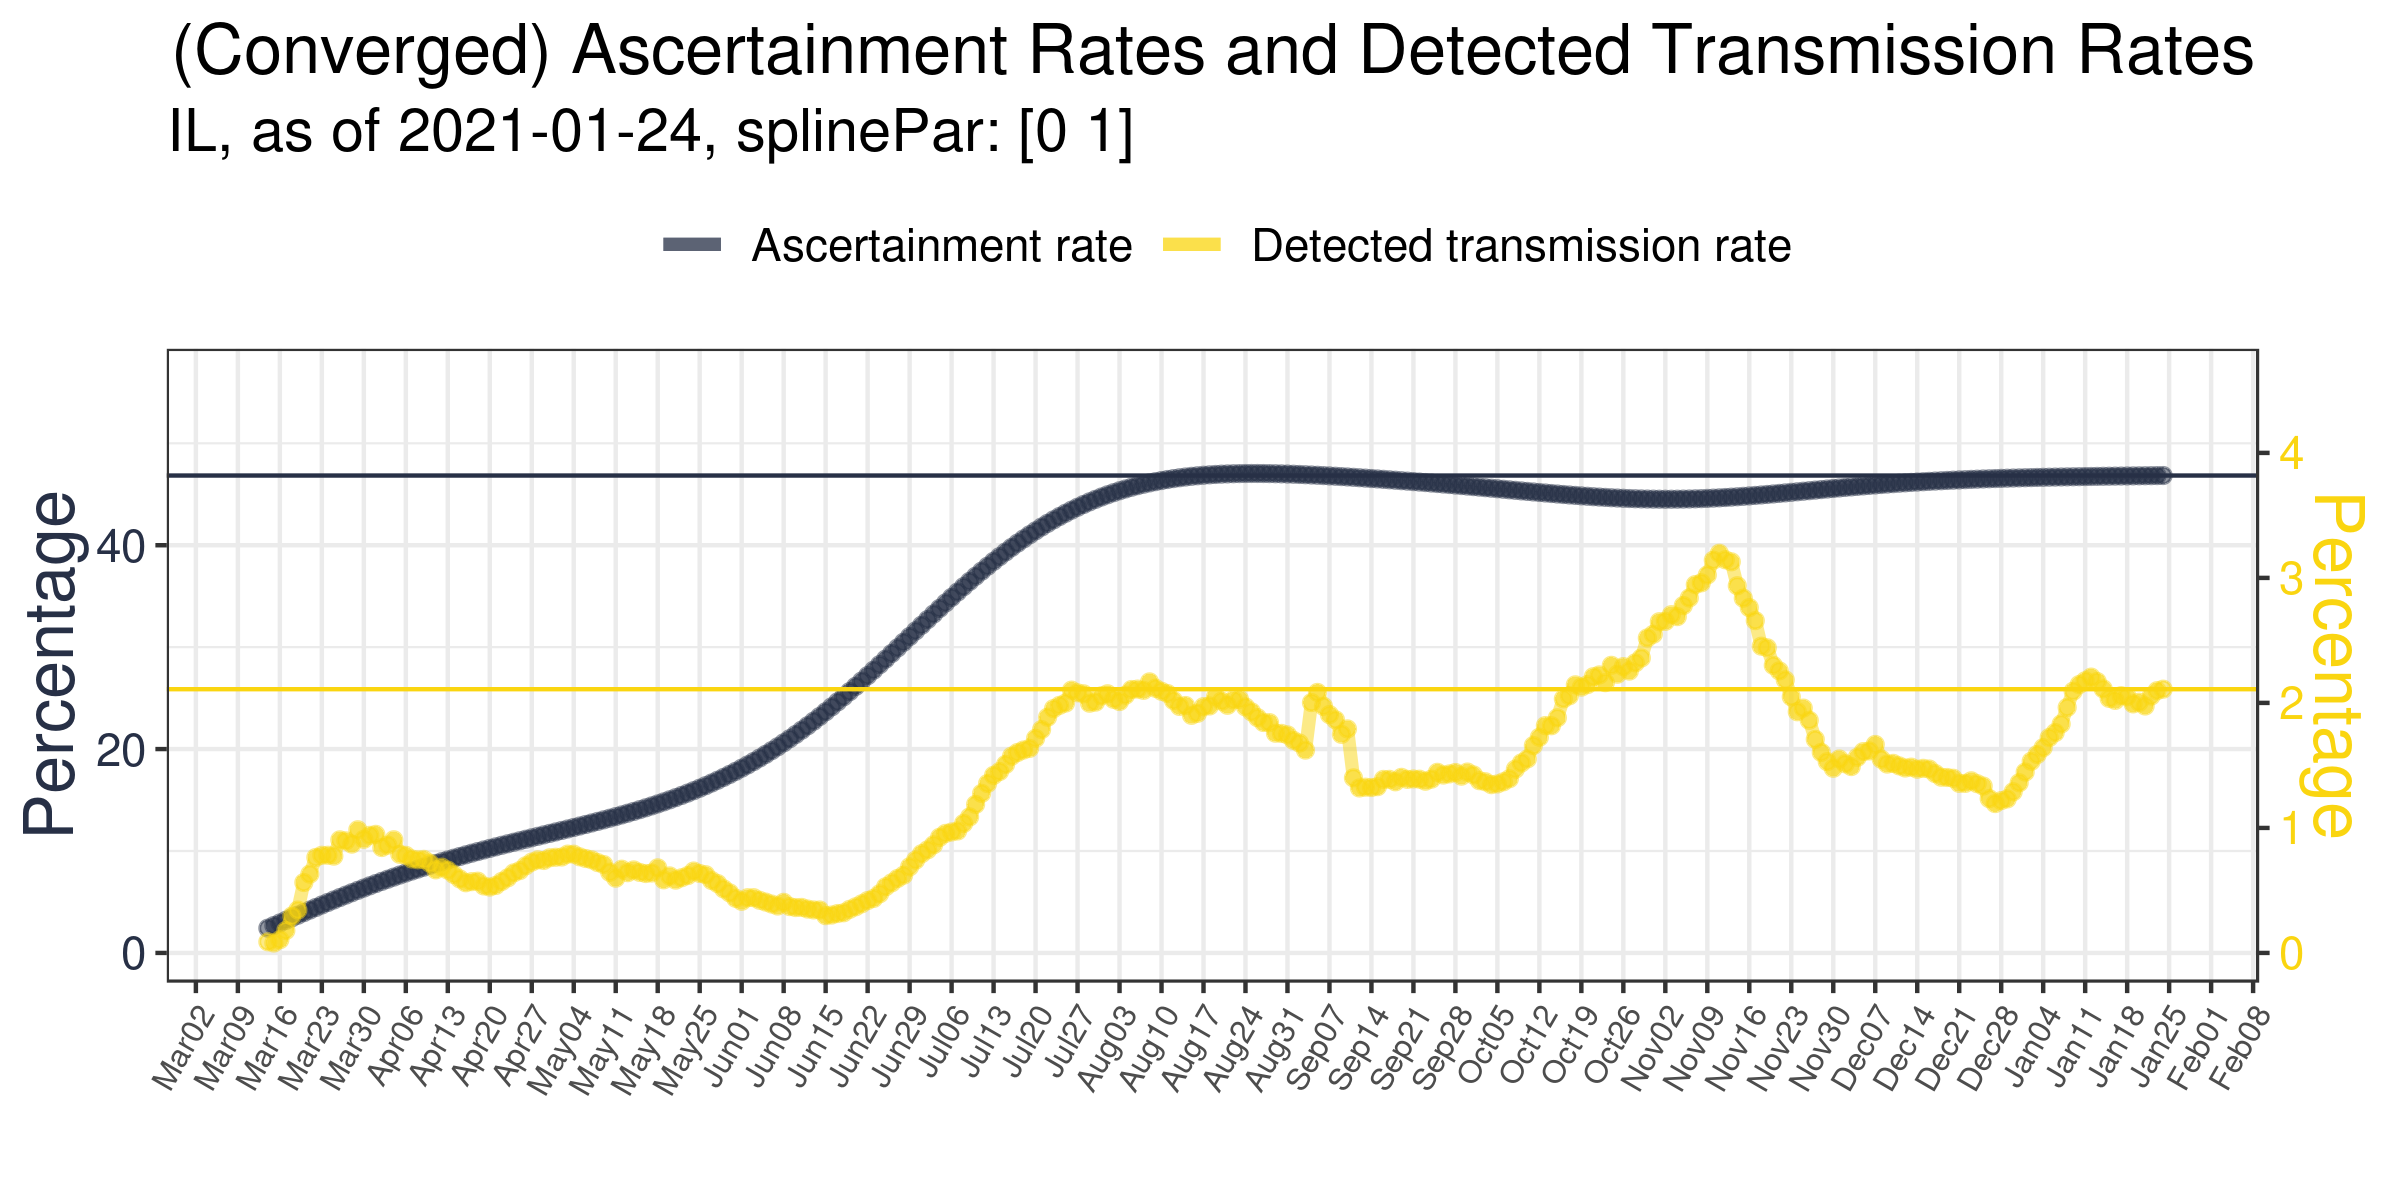 (Converged) Ascertainment Rates and Detected Transmission Rates
IL, as of 2021-01-24, splinePar: [0 1]
Ascertainment rate Detected transmission rate
Percentage
40
20
0
4
3
2
1
0
Percentage
Mar02 Mar09 Mar16 Mar23 Mar30 Apr06 Apr13 Apr20 Apr27 May04 May11 May18 May25 Jun01 Jun08 Jun15 Jun22 Jun29 Jul06 Jul13 Jul20 Jul27 Aug03 Aug10 Aug17 Aug24 Aug31 Sep07 Sep14 Sep21 Sep28 Oct05 Oct12 Oct19 Oct26 Nov02 Nov09 Nov16 Nov23 Nov30 Dec07 Dec14 Dec21 Dec28 Jan04 Jan11 Jan18 Jan25 Feb01 Feb08